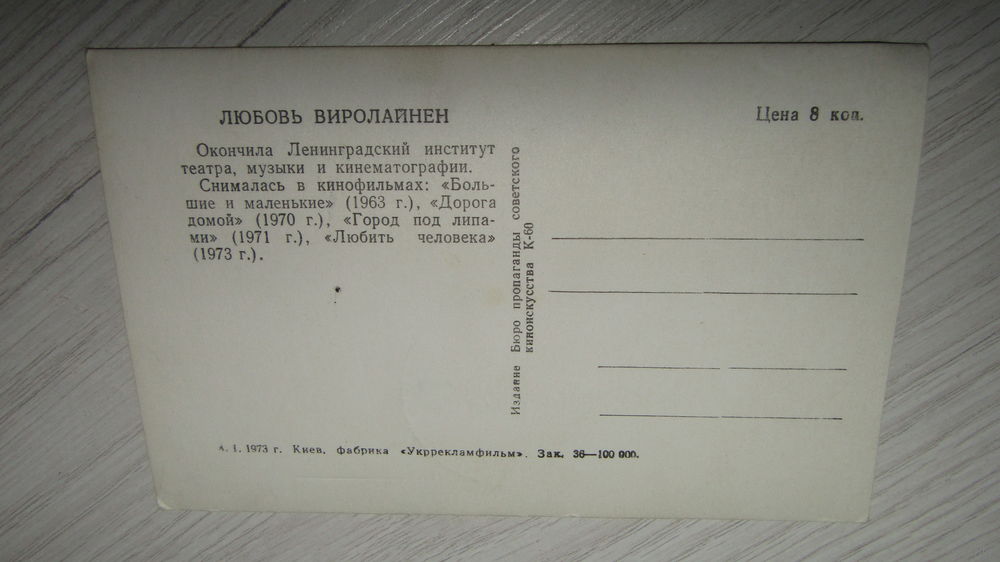 ЛЮБОВЬ ВИРОЛАЙНЕН
Цена 8 коп.
Окончила Ленинградский институт
театра, музыки и кинематографии.
Снималась в кинофильмах: «Боль-
шие и маленькие» (1963 г.), «Дорога
домой» (1970 г.), «Город под липа-
ми» (1971 г.), «Любить человека»
(1973 г.).
Издание Бюро пропаганды советского
киноискусства К-60
1. 1973 г. Киев. фабрика «Укррекламфильм». Зак. 36—100 000.